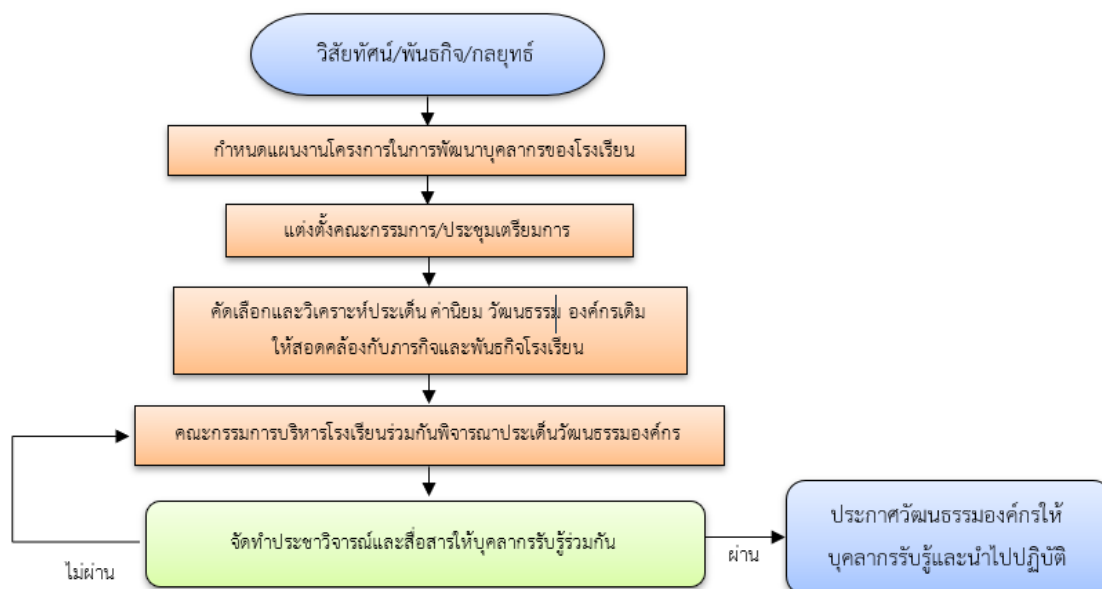 วิสัยทัศน์/พันธกิจ/กลยุทธ์
กำหนดแผนงานโครงการในการพัฒนาบุคลากรของโรงเรียน
แต่งตั้งคณะกรรมการ/ประชุมเตรียมการ
คัดเลือกและวิเคราะห์ประเด็น ค่านิยม วัฒนธรรม องค์กรเดิม
ให้สอดคล้องกับภารกิจและพันธกิจโรงเรียน
คณะกรรมการบริหารโรงเรียนร่วมกันพิจารณาประเด็นวัฒนธรรมองค์กร
จัดทำประชาวิจารณ์และสื่อสารให้บุคลากรรับรู้ร่วมกัน
ไม่ผ่าน
ผ่าน
ประกาศวัฒนธรรมองค์กรให้
บุคลากรรับรู้และนำไปปฏิบัติ